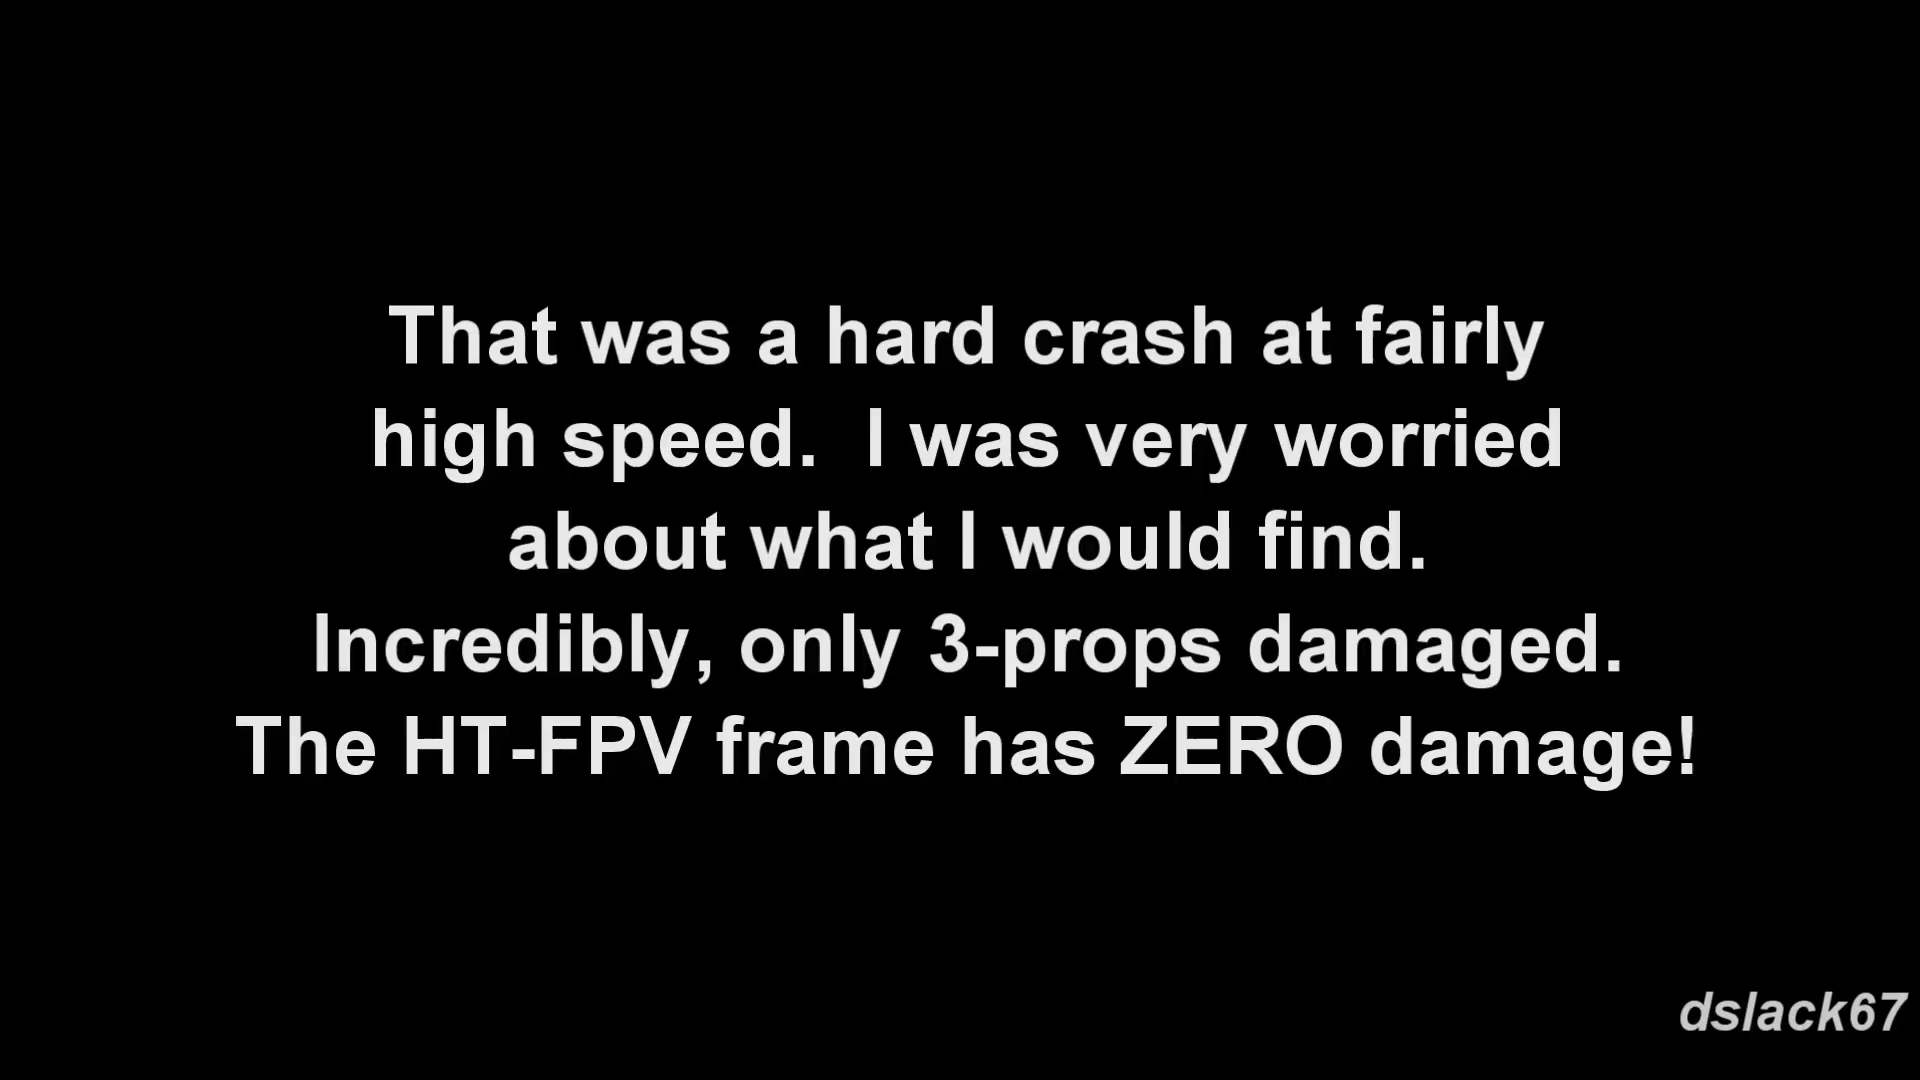 That was a hard crash at fairly
high speed.  I was very worried
about what I would find.
Incredibly, only 3-props damaged.
The HT-FPV frame has ZERO damage!
dslack67